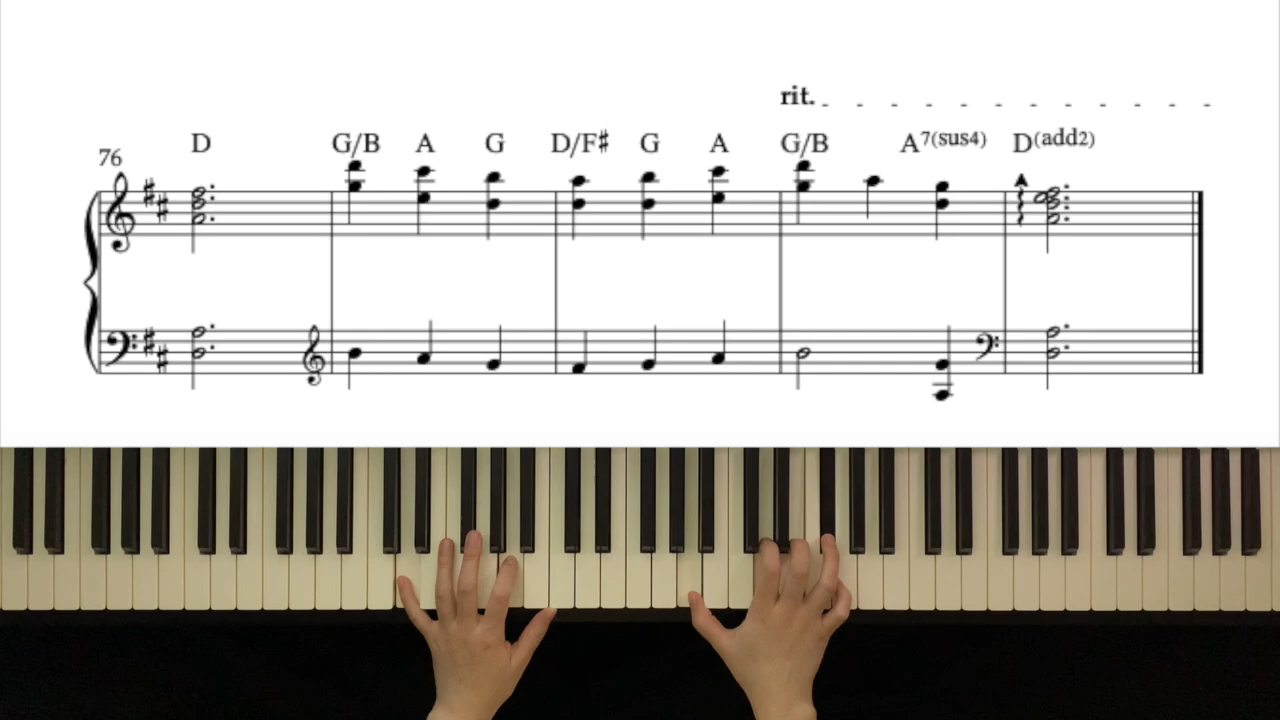 rit.
76 D G/B A G D/F♯ G A G/B A7(sus4) D(add2)